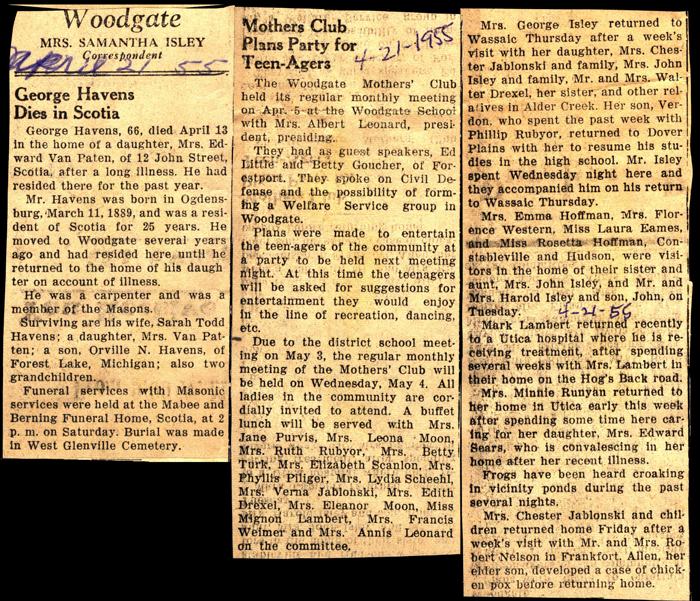 Woodgate
MRS. SAMANTHA ISLEY
Correspondent
April 21 55
George Havens
Dies in Scotia
George Havens, 66, died April 13
in the home of a daughter, Mrs. Ed-
ward Van Paten, of 12 John Street,
Scotia, after a long illness. He had
resided there for the past year.
Mr. Havens was born in Ogdens-
burg, March 11, 1889, and was a resi-
dent of Scotia for 25 years. He
moved to Woodgate several years
ago and had resided here until he
returned to the home of his daugh
ter on account of illness.
He was a carpenter and was a
member of the Masons.
Surviving are his wife, Sarah Todd
Havens; a daughter, Mrs. Van Pat-
ten; a son, Orville N. Havens, of
Forest Lake, Michigan; also two
grandchildren.
Funeral services with Masonic
services were held at the Mabee and
Berning Funeral Home, Scotia, at 2
p. m. on Saturday. Burial was made
in West Glenville Cemetery.
Mothers Club
Plans Party for
Teen-Agers
4-21-1955
The Woodgate Mothers' Club
held its regular monthly meeting
on Apr. 5 at the Woodgate School
with Mrs. Albert Leonard, presi-
dent, presiding.
They had as guest speakers, Ed
Little and Betty Goucher, of For-
estport. They spoke on Civil De-
fense and the possibility of form-
ing a Welfare Service group in
Woodgate.
Plans were made to entertain
the teen-agers of the community at
a party to be held next meeting
night. At this time the teenagers
will be asked for suggestions for
entertainment they would enjoy
in the line of recreation, dancing,
etc.
Due to the district school meet-
ing on May 3, the regular monthly
meeting of the Mothers' Club will
be held on Wednesday, May 4. All
ladies in the community are cor-
dially invited to attend. A buffet
lunch will be served with Mrs.
Jane Purvis, Mrs. Leona Moon,
Mrs. Ruth Rubyor, Mrs. Betty
Turk, Mrs. Elizabeth Scanlon, Mrs.
Phyllis Pfliger, Mrs. Lydia Scheehl,
Mrs. Verna Jablonski, Mrs. Edith
Drexel, Mrs. Eleanor Moon, Miss
Mignon Lambert, Mrs. Francis
Weimer and Mrs. Annis Leonard
on the committee.
Mrs. George Isley returned to
Wassaic Thursday after a week's
visit with her daughter, Mrs. Ches-
ter Jablonski and family, Mrs. John
Isley and family, Mr. and Mrs. Wal-
ter Drexel, her sister, and other rel-
atives in Alder Creek. Her son, Ver-
don, who spent the past week with
Phillip Rubyor, returned to Dover
Plains with her to resume his stu-
dies in the high school. Mr. Isley
spent Wednesday night here and
they accompanied him on his return
to Wassaic Thursday.
Mrs. Emma Hoffman, Mrs. Flor-
ence Western, Miss Laura Eames,
and Miss Rosetta Hoffman, Con-
stableville and Hudson, were visi-
tors in the home of their sister and
aunt, Mrs. John Isley, and Mr. and
Mrs. Harold Isley and son, John, on
Tuesday.
4-21-55
Mark Lambert returned recently
to a Utica hospital where he is re-
ceiving treatment, after spending
several weeks with Mrs. Lambert in
their home on the Hog's Back road.
Mrs. Minnie Runyan returned to
her home in Utica early this week
after spending some time here car-
ing for her daughter, Mrs. Edward
Sears, who is convalescing in her
home after her recent illness.
Frogs have been heard croaking
in vicinity ponds during the past
several nights.
Mrs. Chester Jablonski and chil-
dren returned home Friday after a
week's visit with Mr. and Mrs. Ro-
bert Nelson in Frankfort. Allen, her
elder son, developed a case of chick-
en pox before returning home.